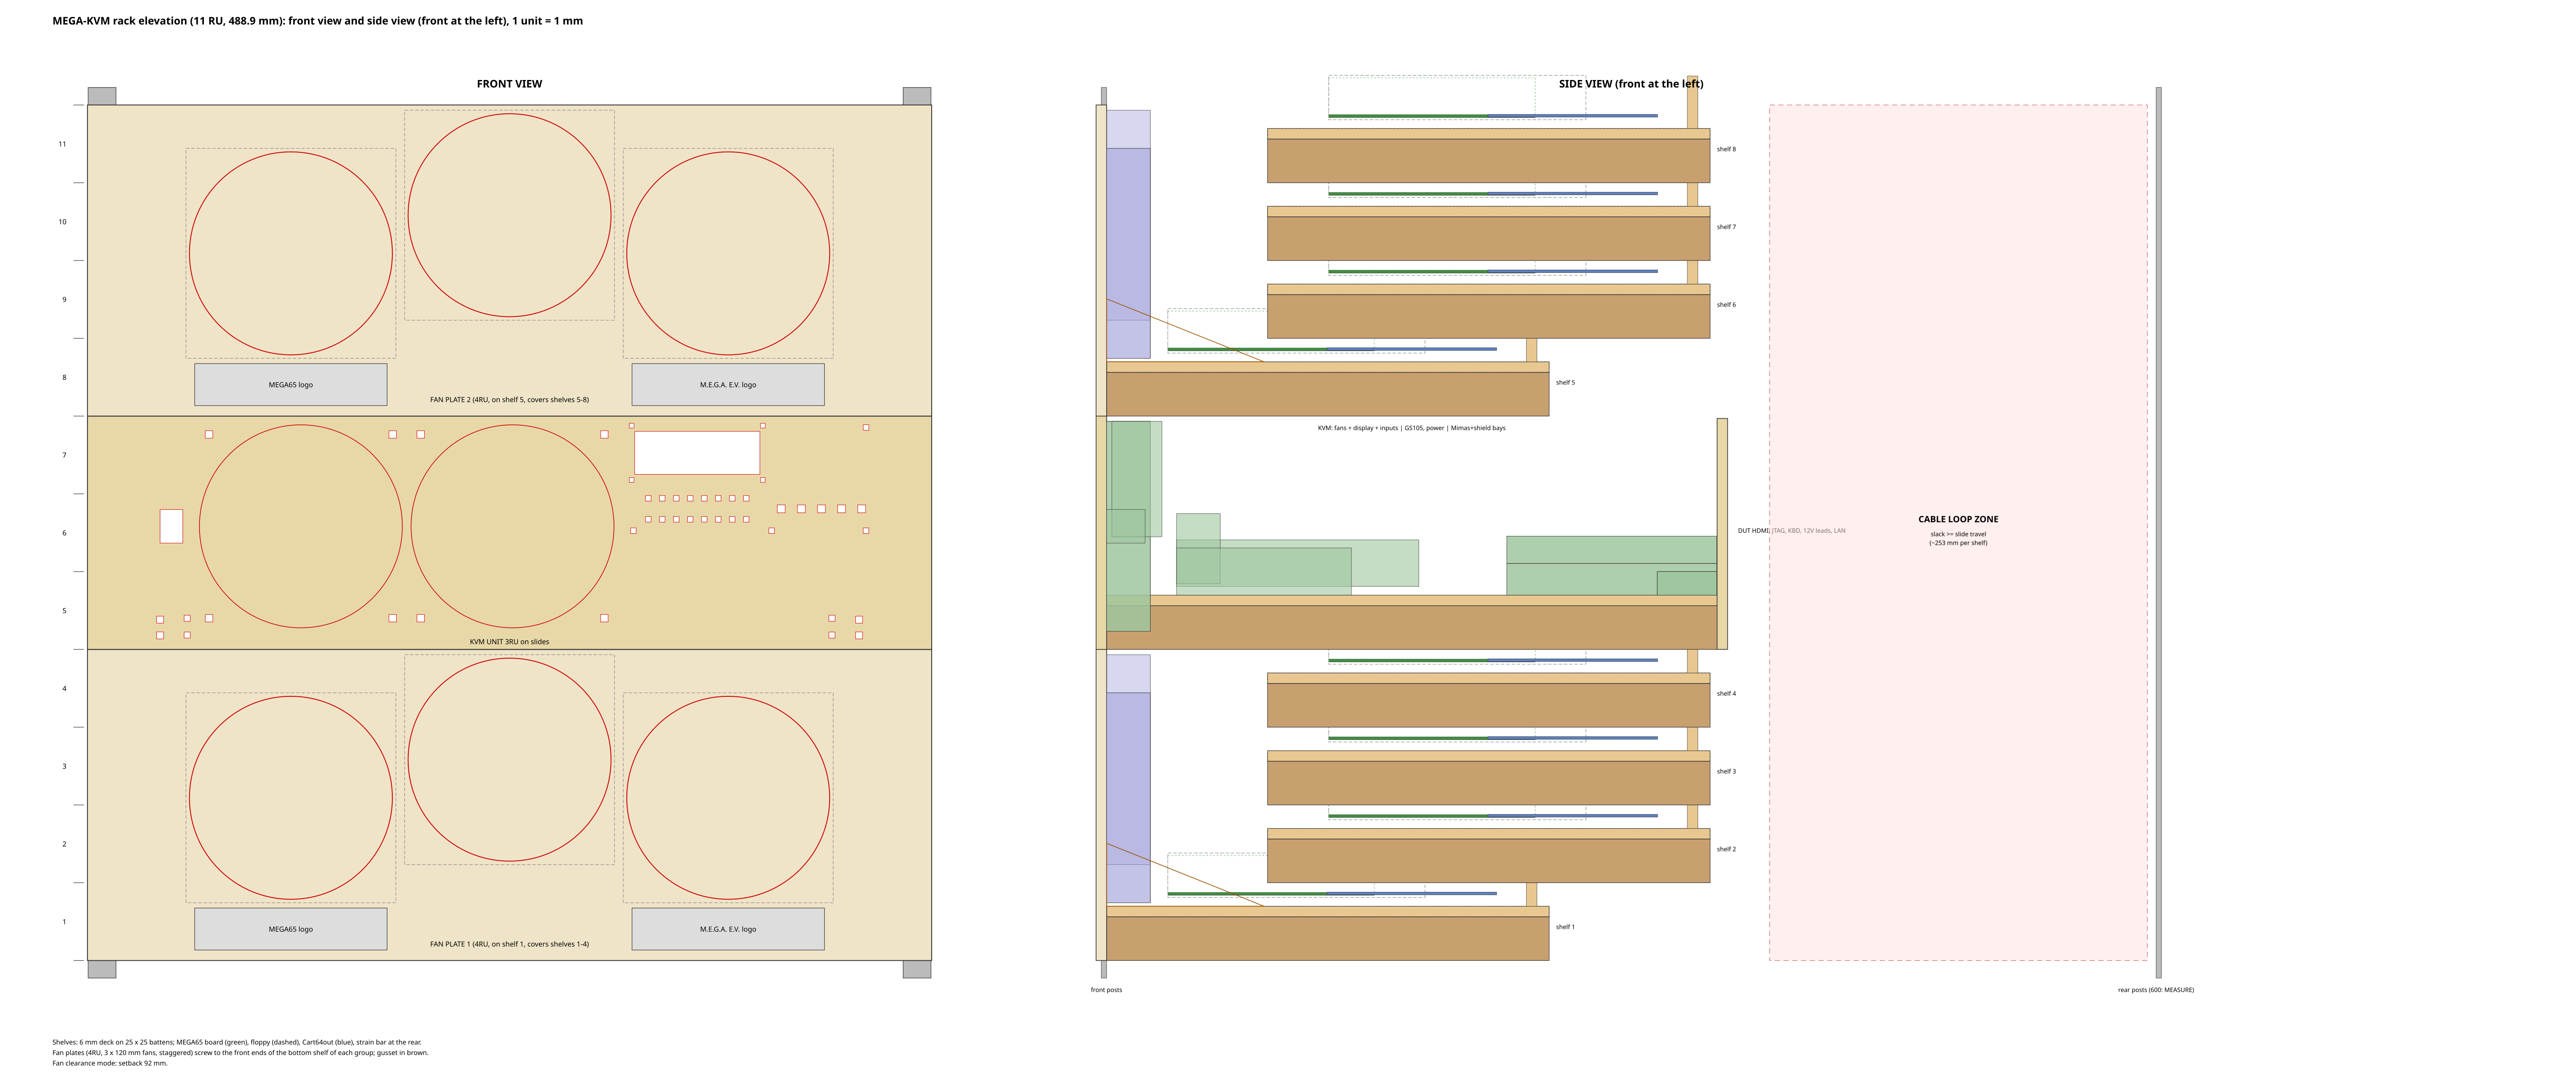 MEGA-KVM rack elevation (11 RU, 488.9 mm): front view and side view (front at the left), 1 unit = 1 mm
FRONT VIEW
11
10
9
8
MEGA65 logo
M.E.G.A. E.V. logo
FAN PLATE 2 (4RU, on shelf 5, covers shelves 5-8)
7
6
5
KVM UNIT 3RU on slides
4
3
2
1
MEGA65 logo
M.E.G.A. E.V. logo
FAN PLATE 1 (4RU, on shelf 1, covers shelves 1-4)
SIDE VIEW (front at the left)
shelf 8
shelf 7
shelf 6
shelf 5
KVM: fans + display + inputs | GS105, power | Mimas+shield bays
DUT HDMI, JTAG, KBD, 12V leads, LAN
CABLE LOOP ZONE
slack >= slide travel
(~253 mm per shelf)
shelf 4
shelf 3
shelf 2
shelf 1
front posts
rear posts (600: MEASURE)
Shelves: 6 mm deck on 25 x 25 battens; MEGA65 board (green), floppy (dashed), Cart64out (blue), strain bar at the rear.
Fan plates (4RU, 3 x 120 mm fans, staggered) screw to the front ends of the bottom shelf of each group; gusset in brown.
Fan clearance mode: setback 92 mm.